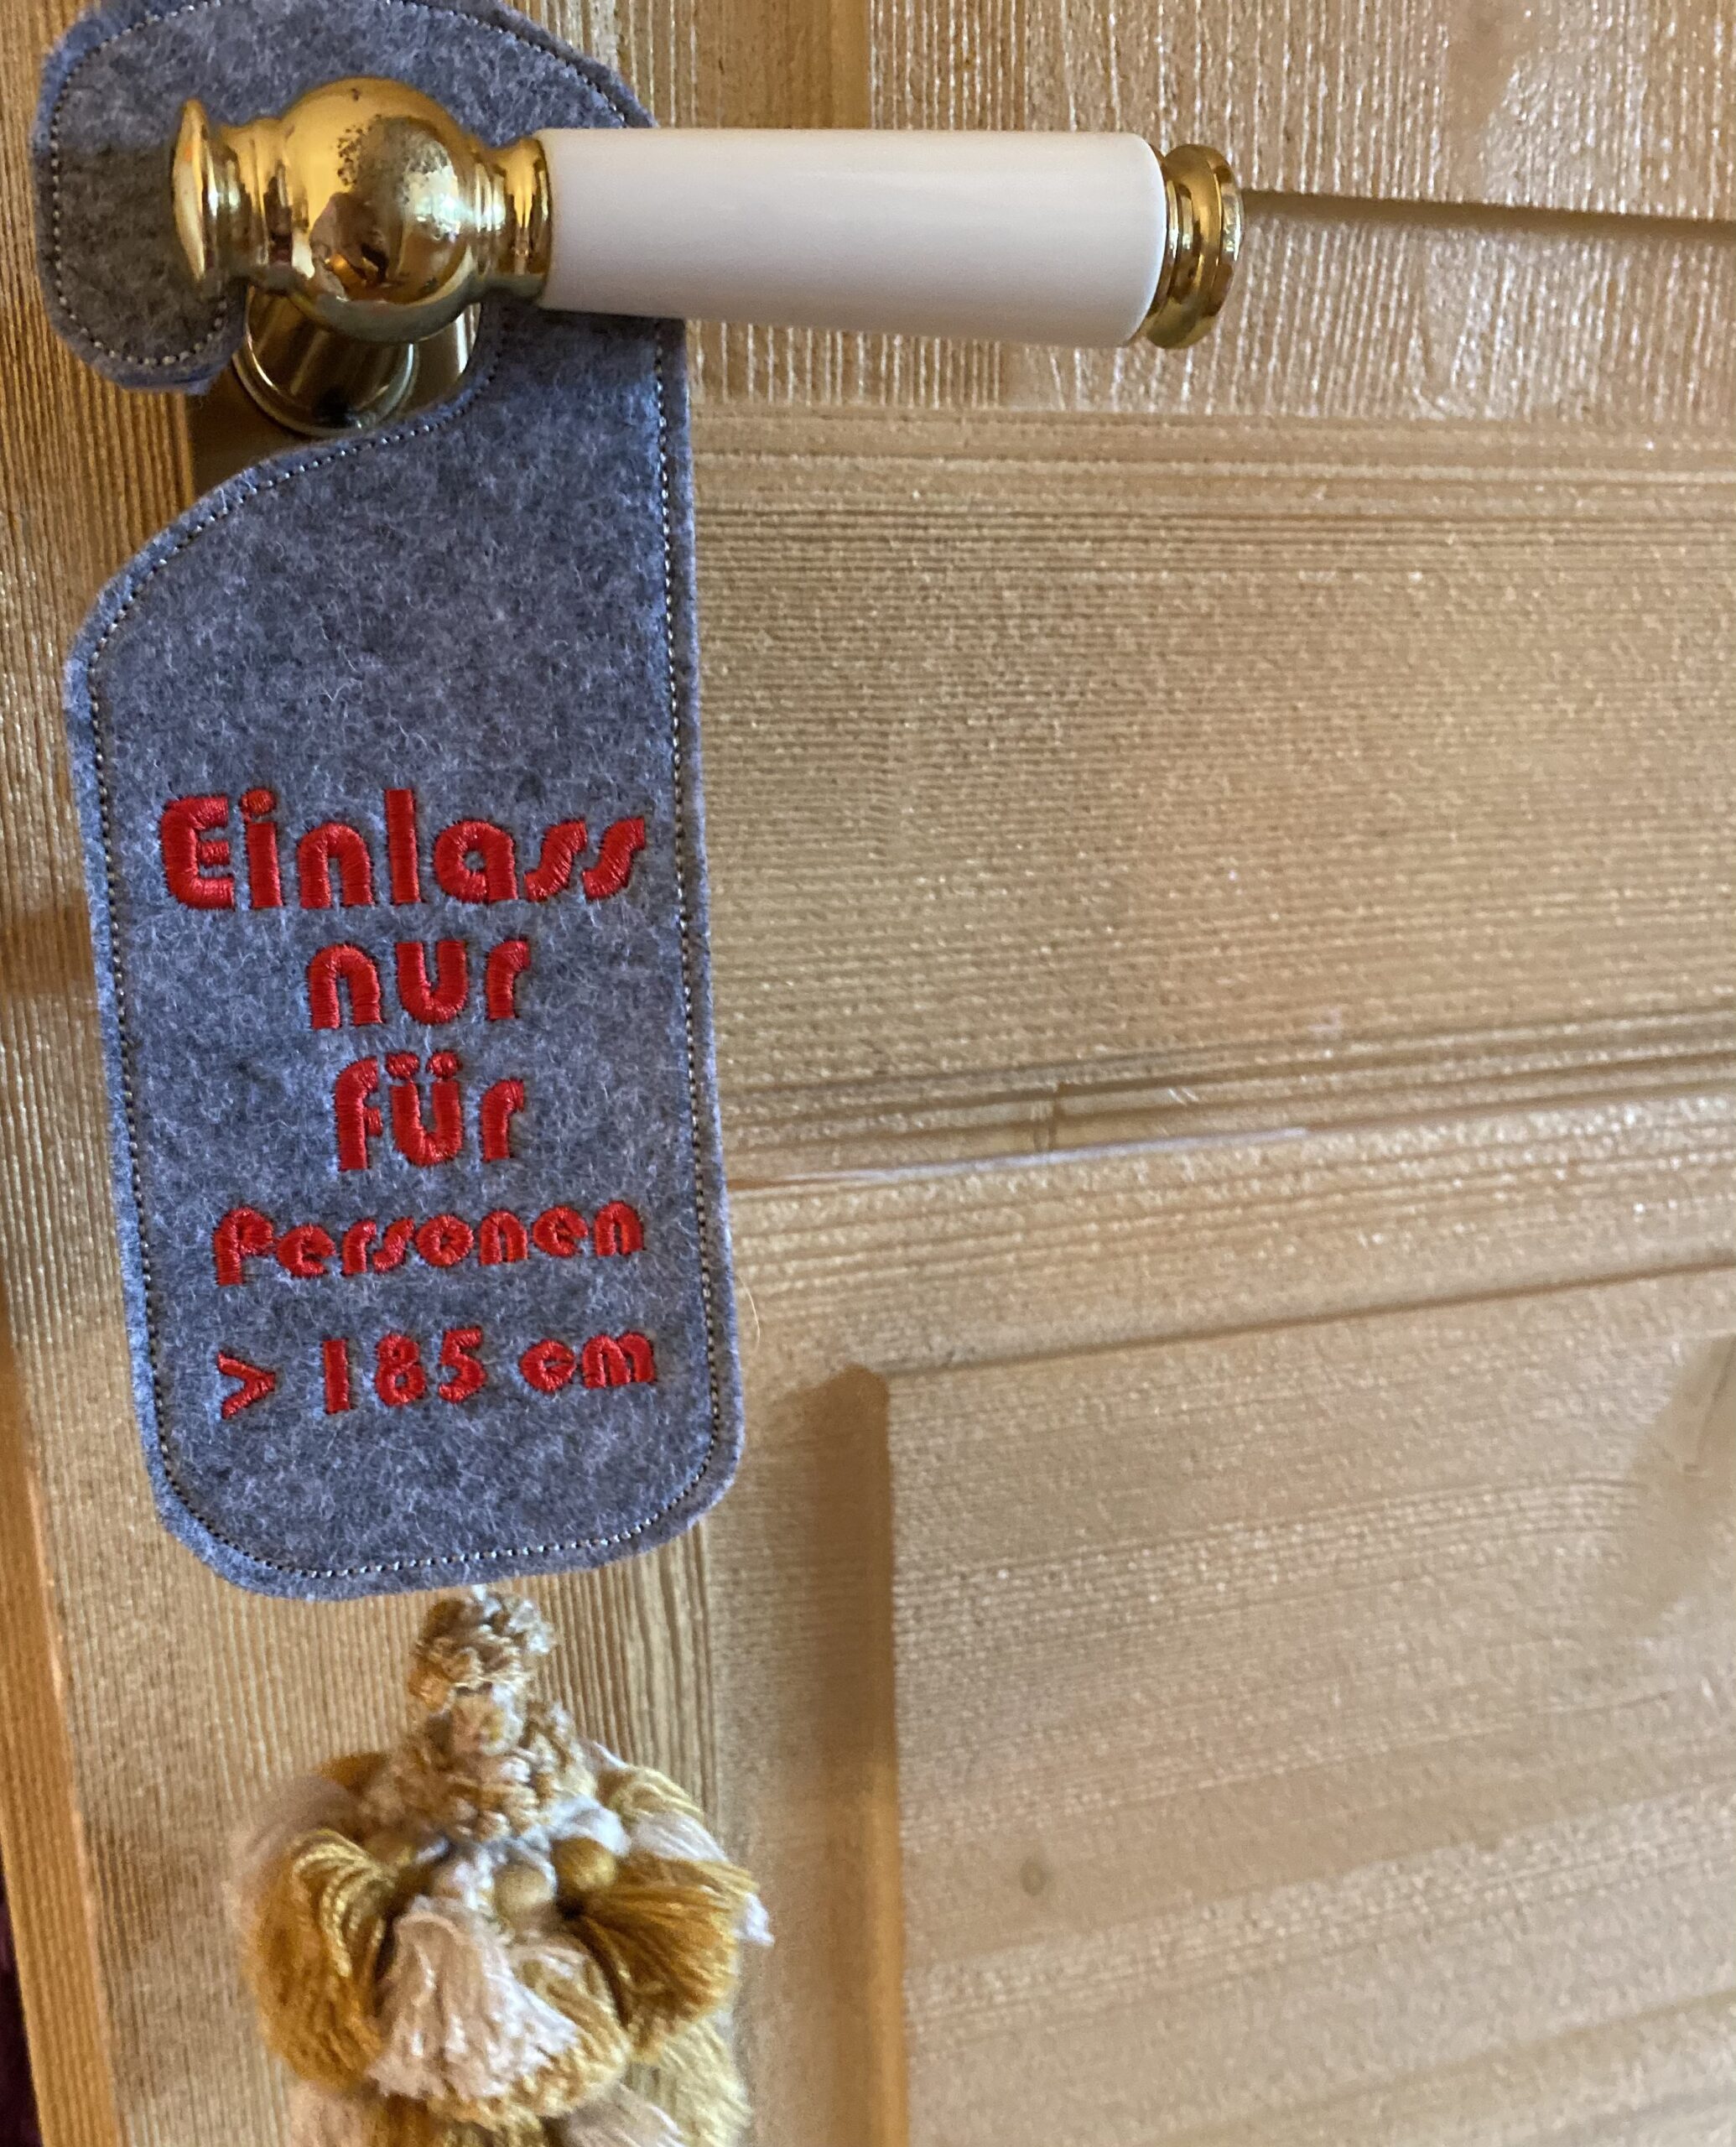 Einlass
nur
für
Personen
> 185 cm